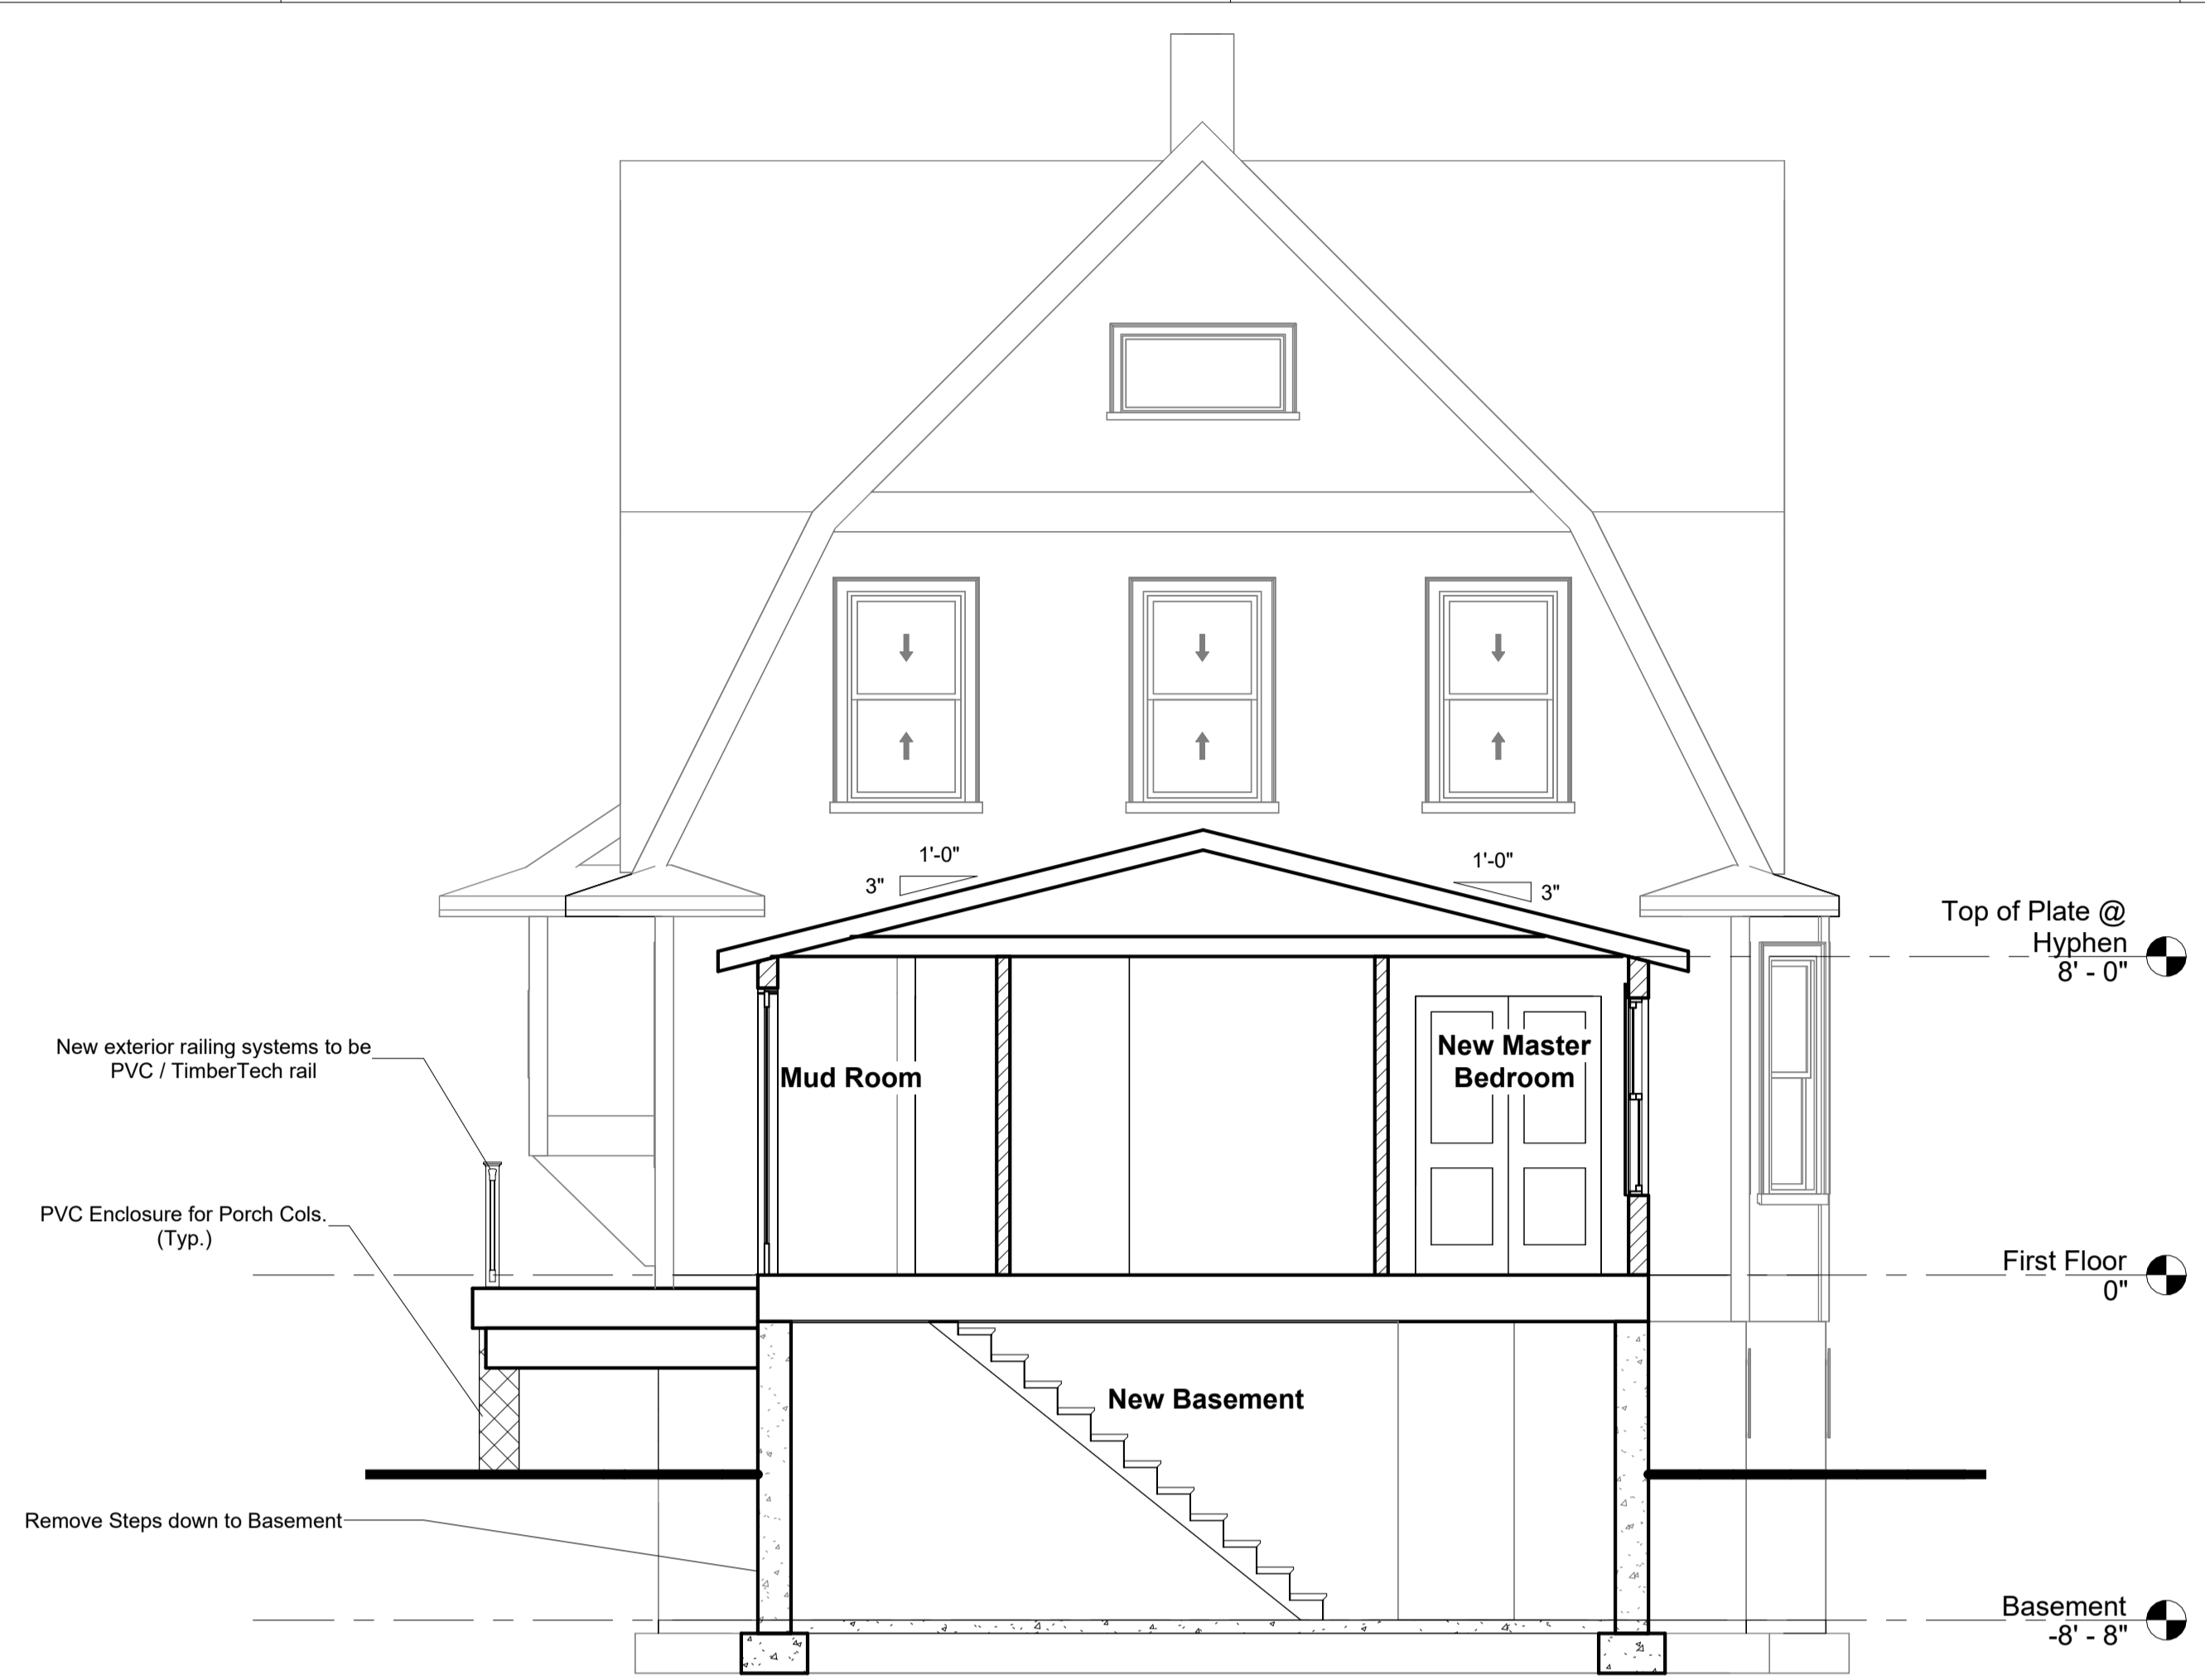 1'-0"
3"
1'-0"
3"
Top of Plate @
Hyphen
8' - 0"
New exterior railing systems to be
PVC / TimberTech rail
Mud Room
New Master
Bedroom
PVC Enclosure for Porch Cols.
(Typ.)
First Floor
0"
New Basement
Remove Steps down to Basement
Basement
-8' - 8"